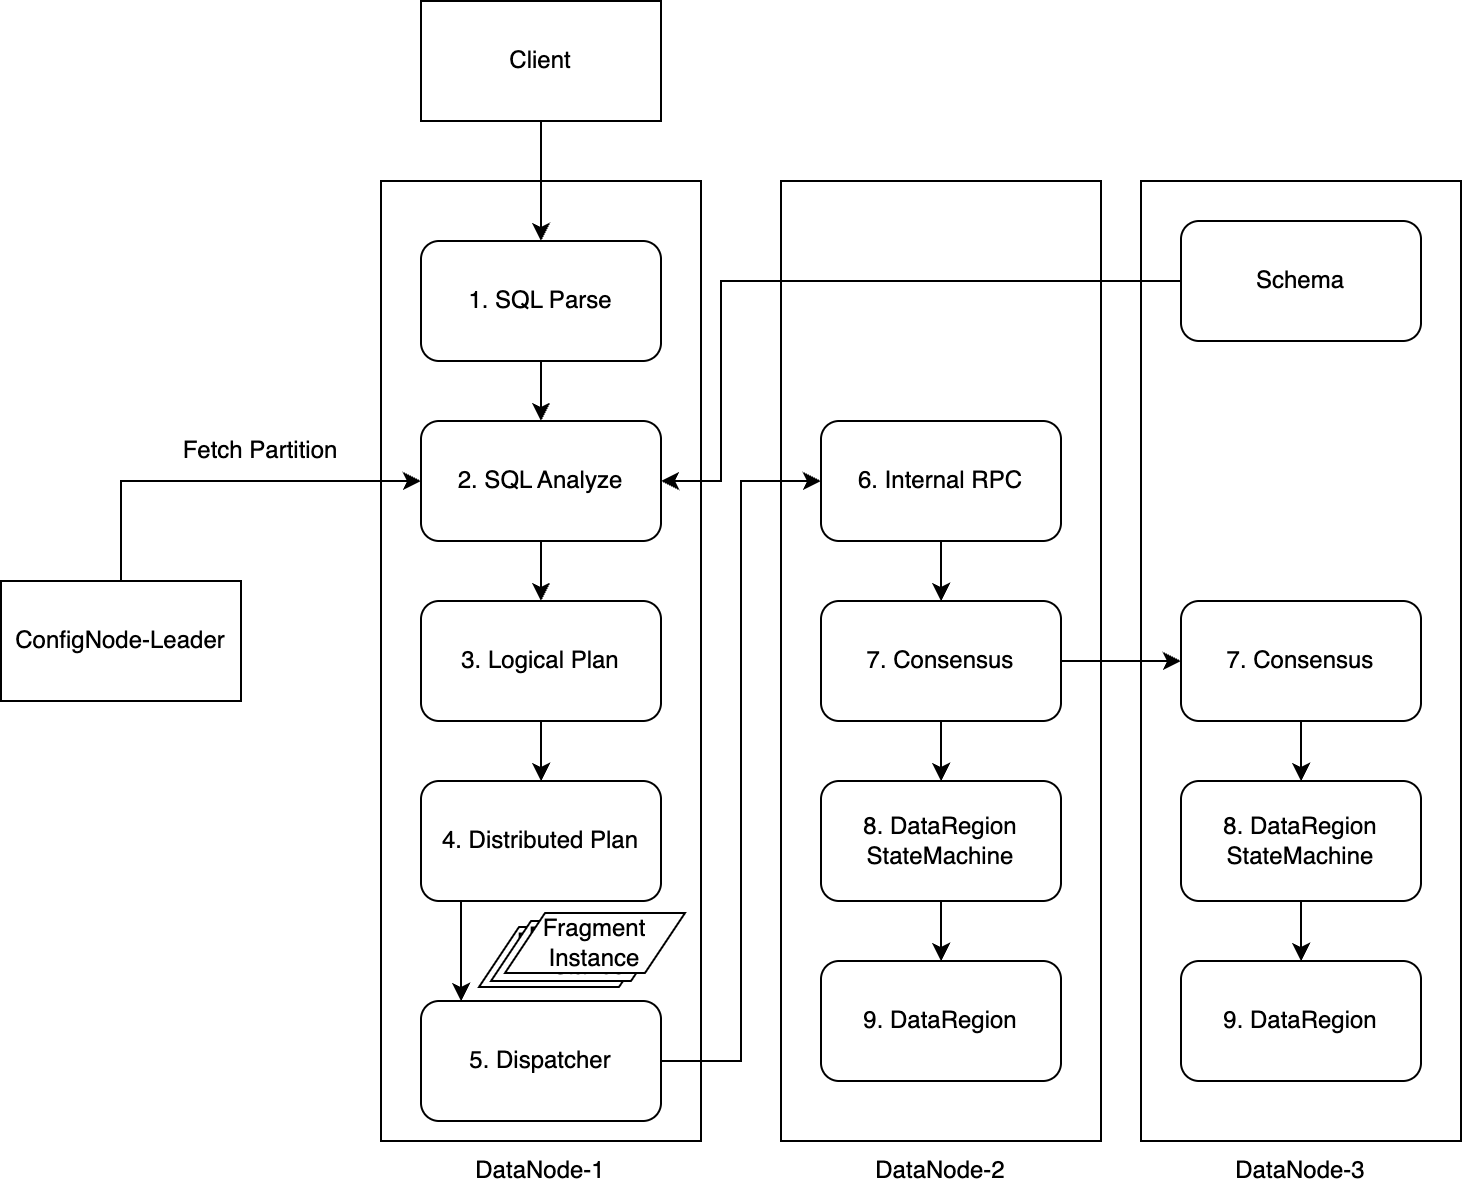 Client
1. SQL Parse
Schema
Fetch Partition
2. SQL Analyze
6. Internal RPC
ConfigNode-Leader
3. Logical Plan
7. Consensus
7. Consensus
4. Distributed Plan
8. DataRegion
StateMachine
8. DataRegion
StateMachine
Fragment
Instance
5. Dispatcher
9. DataRegion
9. DataRegion
DataNode-1
DataNode-2
DataNode-3